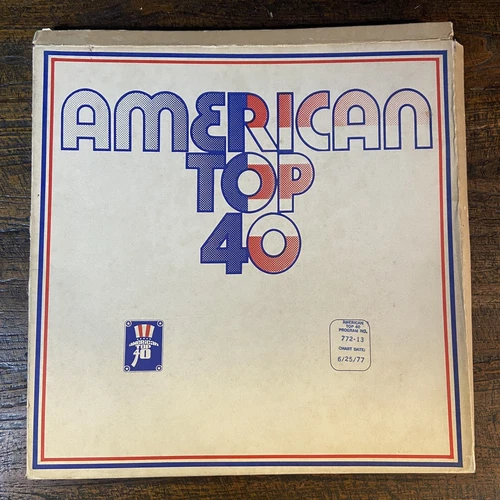 AMERICAN
TOP
40
AMERICAN
TOP
40
AMERICAN
TOP 40
PROGRAM NO.
772-13
CHART DATE:
6/25/77